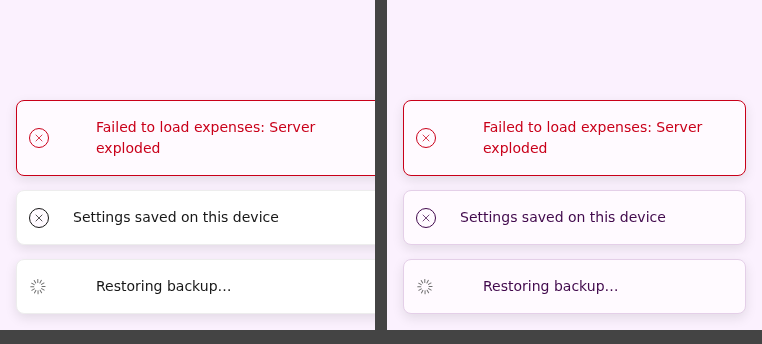 Failed to load expenses: Server
exploded
Settings saved on this device
Restoring backup...
Failed to load expenses: Server
exploded
Settings saved on this device
Restoring backup...